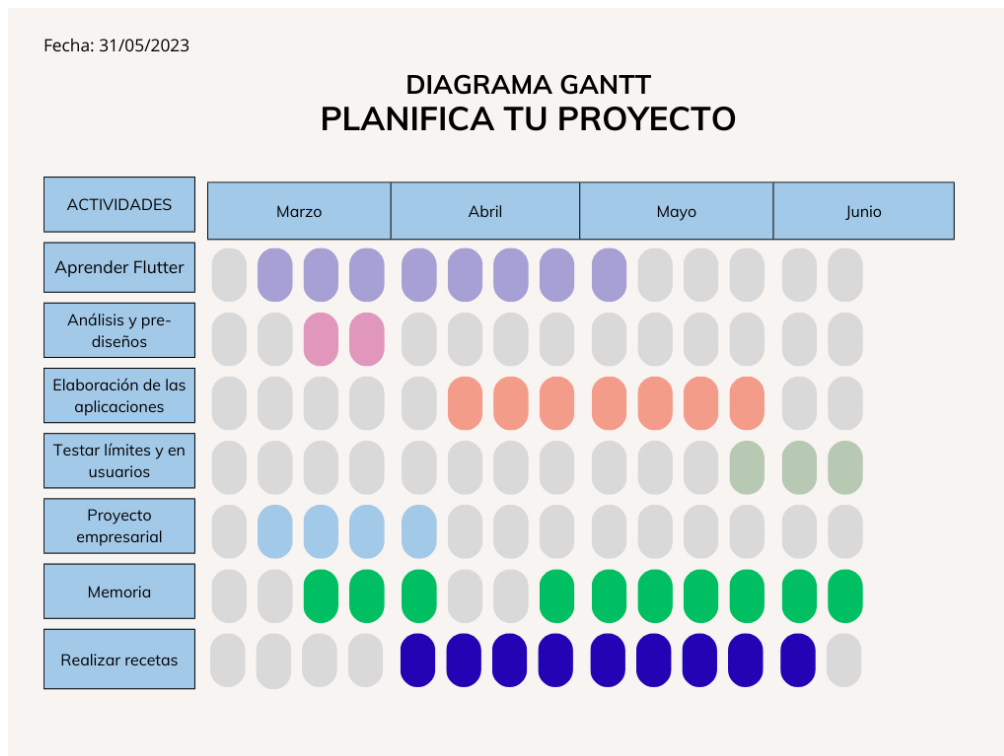 Fecha: 31/05/2023
DIAGRAMA GANTT
PLANIFICA TU PROYECTO
ACTIVIDADES
Marzo
Abril
Mayo
Junio
Aprender Flutter
Análisis y pre-
diseños
Elaboración de las
aplicaciones
Testar límites y en
usuarios
Proyecto
empresarial
Memoria
Realizar recetas